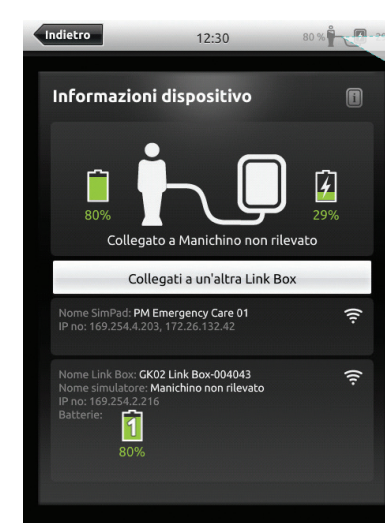 Indietro
12:30
80 %
Informazioni dispositivo
80%
29%
Collegato a Manichino non rilevato
Collegati a un'altra Link Box
Nome SimPad: PM Emergency Care 01
IP no: 169.254.4.203, 172.26.132.42
Nome Link Box: GK02 Link Box-004043
Nome simulatore: Manichino non rilevato
IP no: 169.254.2.216
Batterie:
1
80%